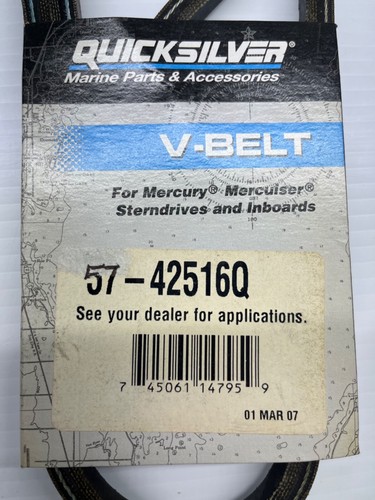 QUICKSILVER®
Marine Parts & Accessories
V-BELT
For Mercury® Mercuiser®
Sterndrives and Inboards
57-42516Q
See your dealer for applications.
7 45061 14795 9
01 MAR 07